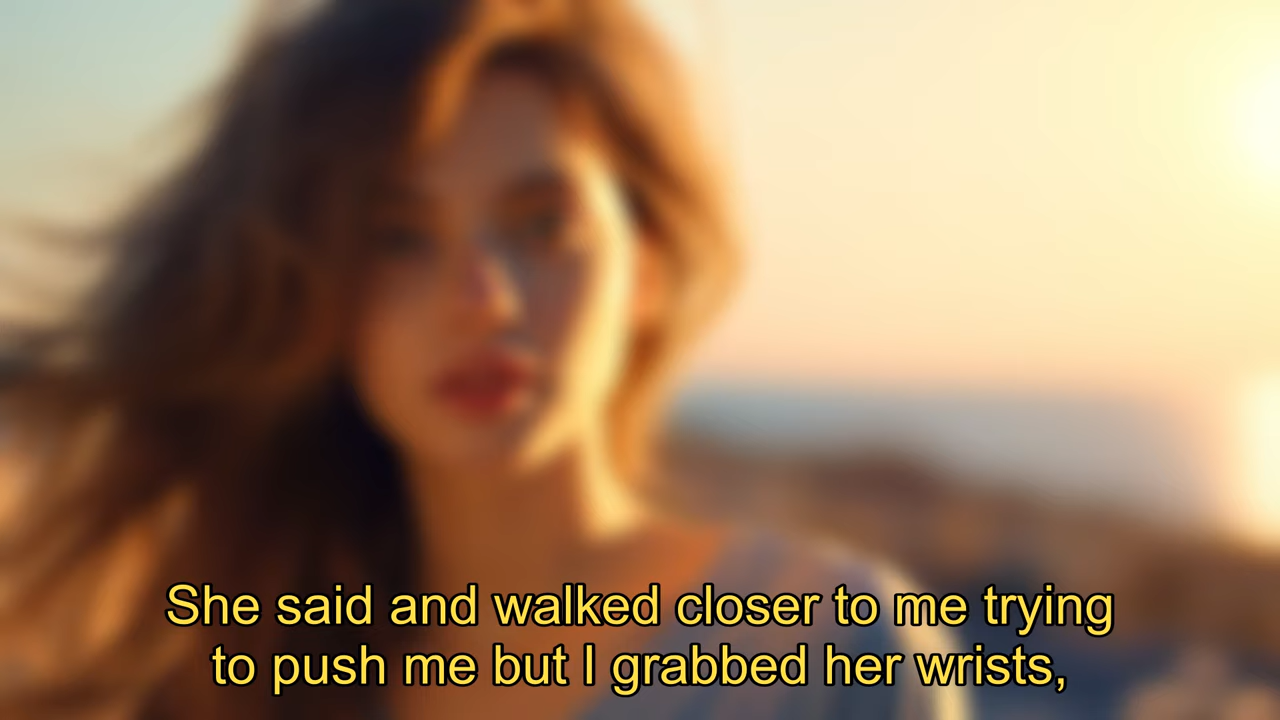 She said and walked closer to me trying
to push me but I grabbed her wrists,